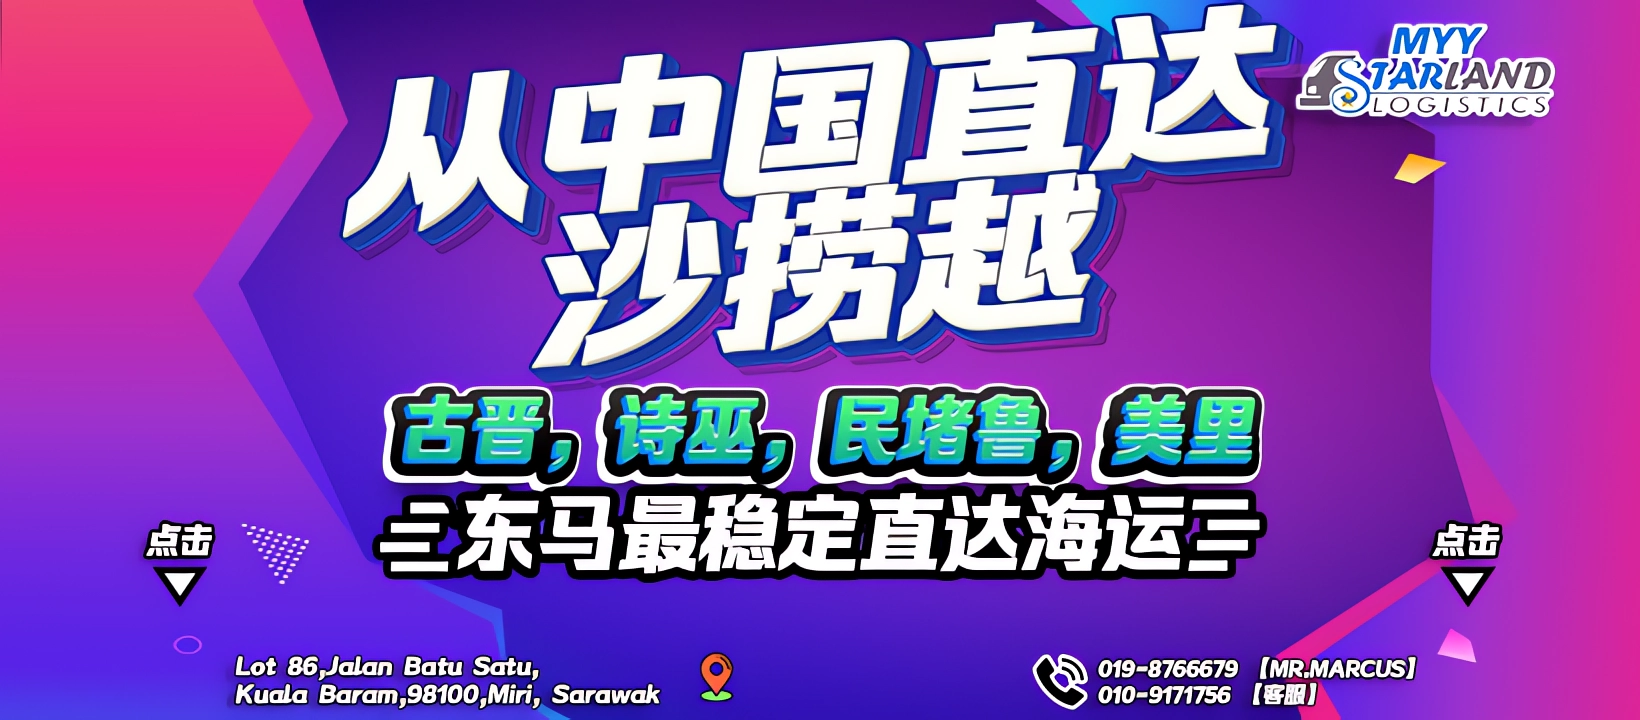 从中国直达
沙捞越
MYY
STARLAND
LOGISTICS
古晋，诗巫，民堵鲁，美里
东马最稳定直达海运
点击
点击
Lot 86,Jalan Batu Satu,
Kuala Baram,98100,Miri, Sarawak
019-8766679 【MR.MARCUS】
010-9171756 【客服】